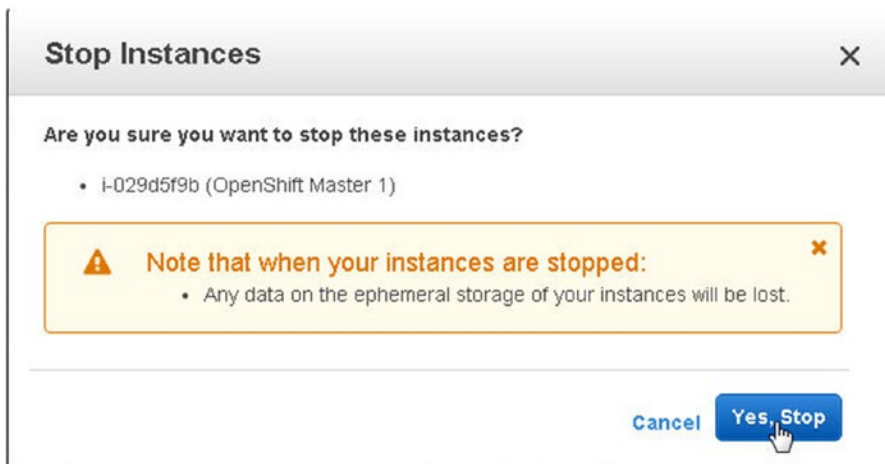 Stop Instances
Are you sure you want to stop these instances?
• i-029d5f9b (OpenShift Master 1)
Note that when your instances are stopped:
• Any data on the ephemeral storage of your instances will be lost.
Cancel Yes, Stop